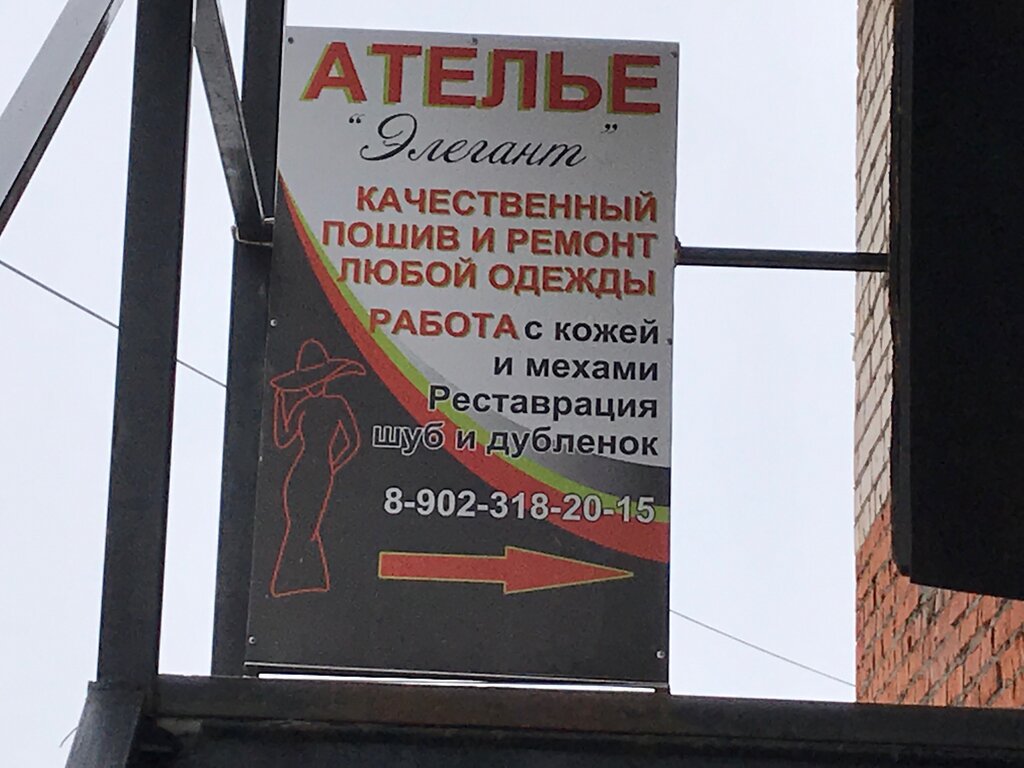 АТЕЛЬЕ
"Элегант"
КАЧЕСТВЕННЫЙ
ПОШИВ И РЕМОНТ
ЛЮБОЙ ОДЕЖДЫ
РАБОТА с кожей
и мехами
Реставрация
шуб и дубленок
8-902-318-20-15